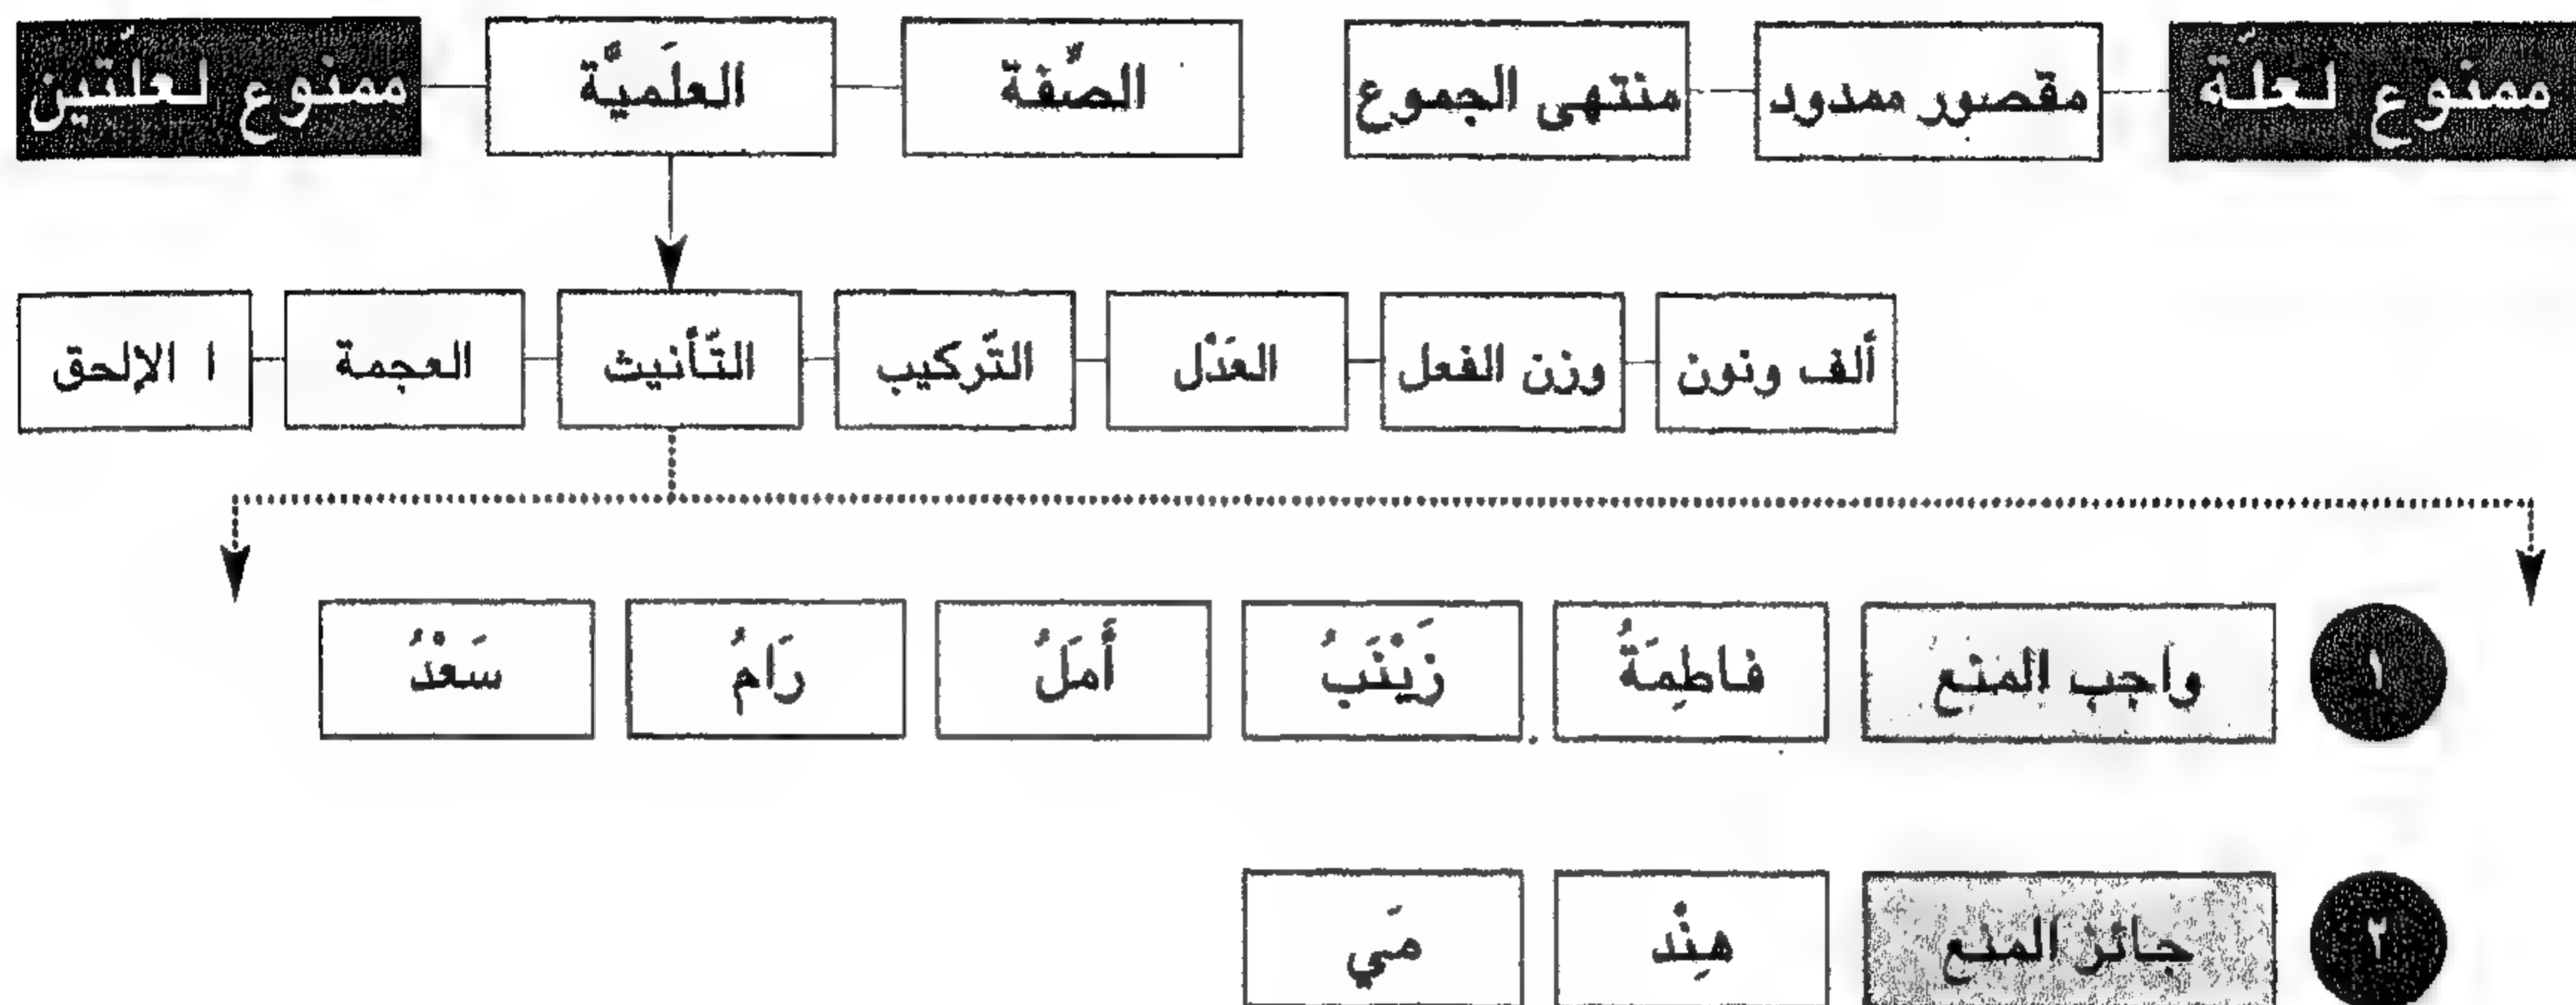 ممنوع لعلّة مقصور ممدود منتهى الجموع الصّفة العلَميَّة ممنوع لعلّتين
ألف ونون وزن الفعل العَدْل التّركيب التّأنيث العجمة ا الإلحق
١ واجب المنع فاطِمَةُ زَيْنَبُ أَمَلُ رَامُ سَعْدُ
٢ جائز المنع هِنْد مَي